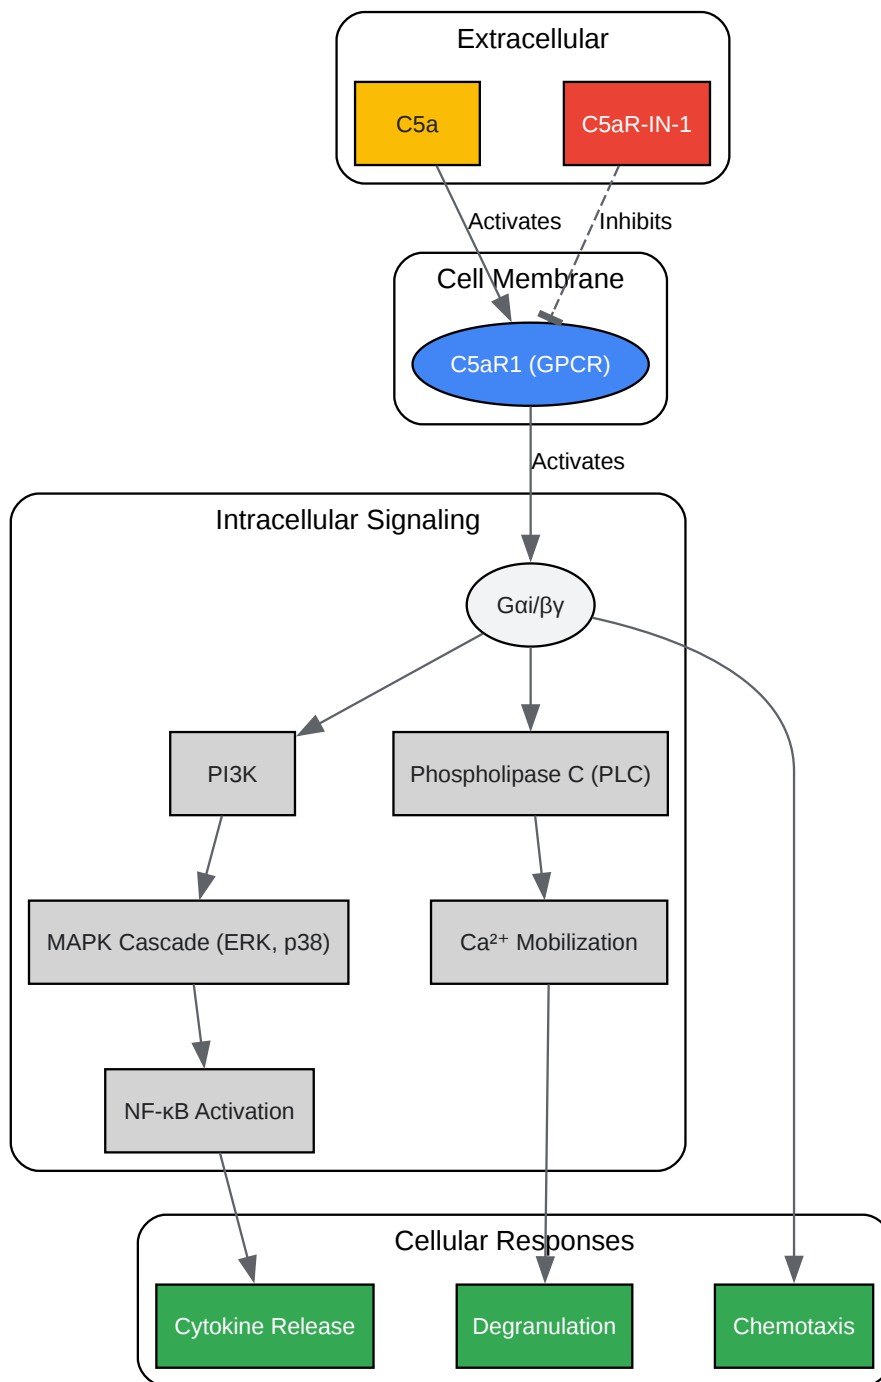 Extracellular
C5a
C5aR-IN-1
Activates
Inhibits
Cell Membrane
C5aR1 (GPCR)
Activates
Intracellular Signaling
Gαi/βγ
PI3K
Phospholipase C (PLC)
MAPK Cascade (ERK, p38)
Ca²⁺ Mobilization
NF-κB Activation
Cellular Responses
Cytokine Release
Degranulation
Chemotaxis